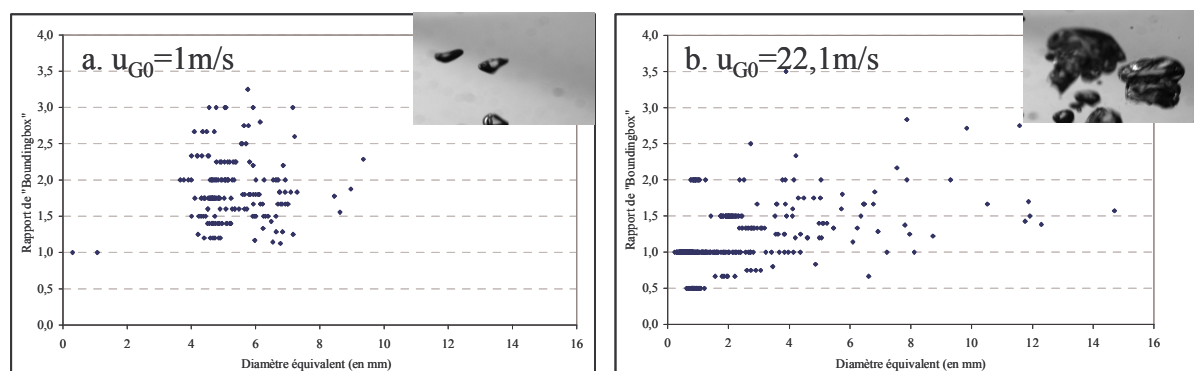 a. uG0=1m/s
Rapport de "Boundingbox"
4,0
3,5
3,0
2,5
2,0
1,5
1,0
0,5
0,0
0 2 4 6 8 10 12 14 16
Diamètre équivalent (en mm)
b. uG0=22,1m/s
Rapport de "Boundingbox"
4,0
3,5
3,0
2,5
2,0
1,5
1,0
0,5
0,0
0 2 4 6 8 10 12 14 16
Diamètre équivalent (en mm)